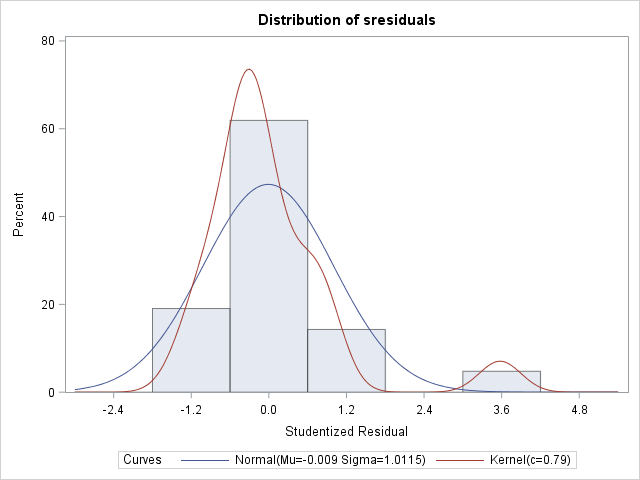 Distribution of sresiduals
80
60
40
20
0
Percent
-2.4 -1.2 0.0 1.2 2.4 3.6 4.8
Studentized Residual
Curves Normal(Mu=-0.009 Sigma=1.0115) Kernel(c=0.79)